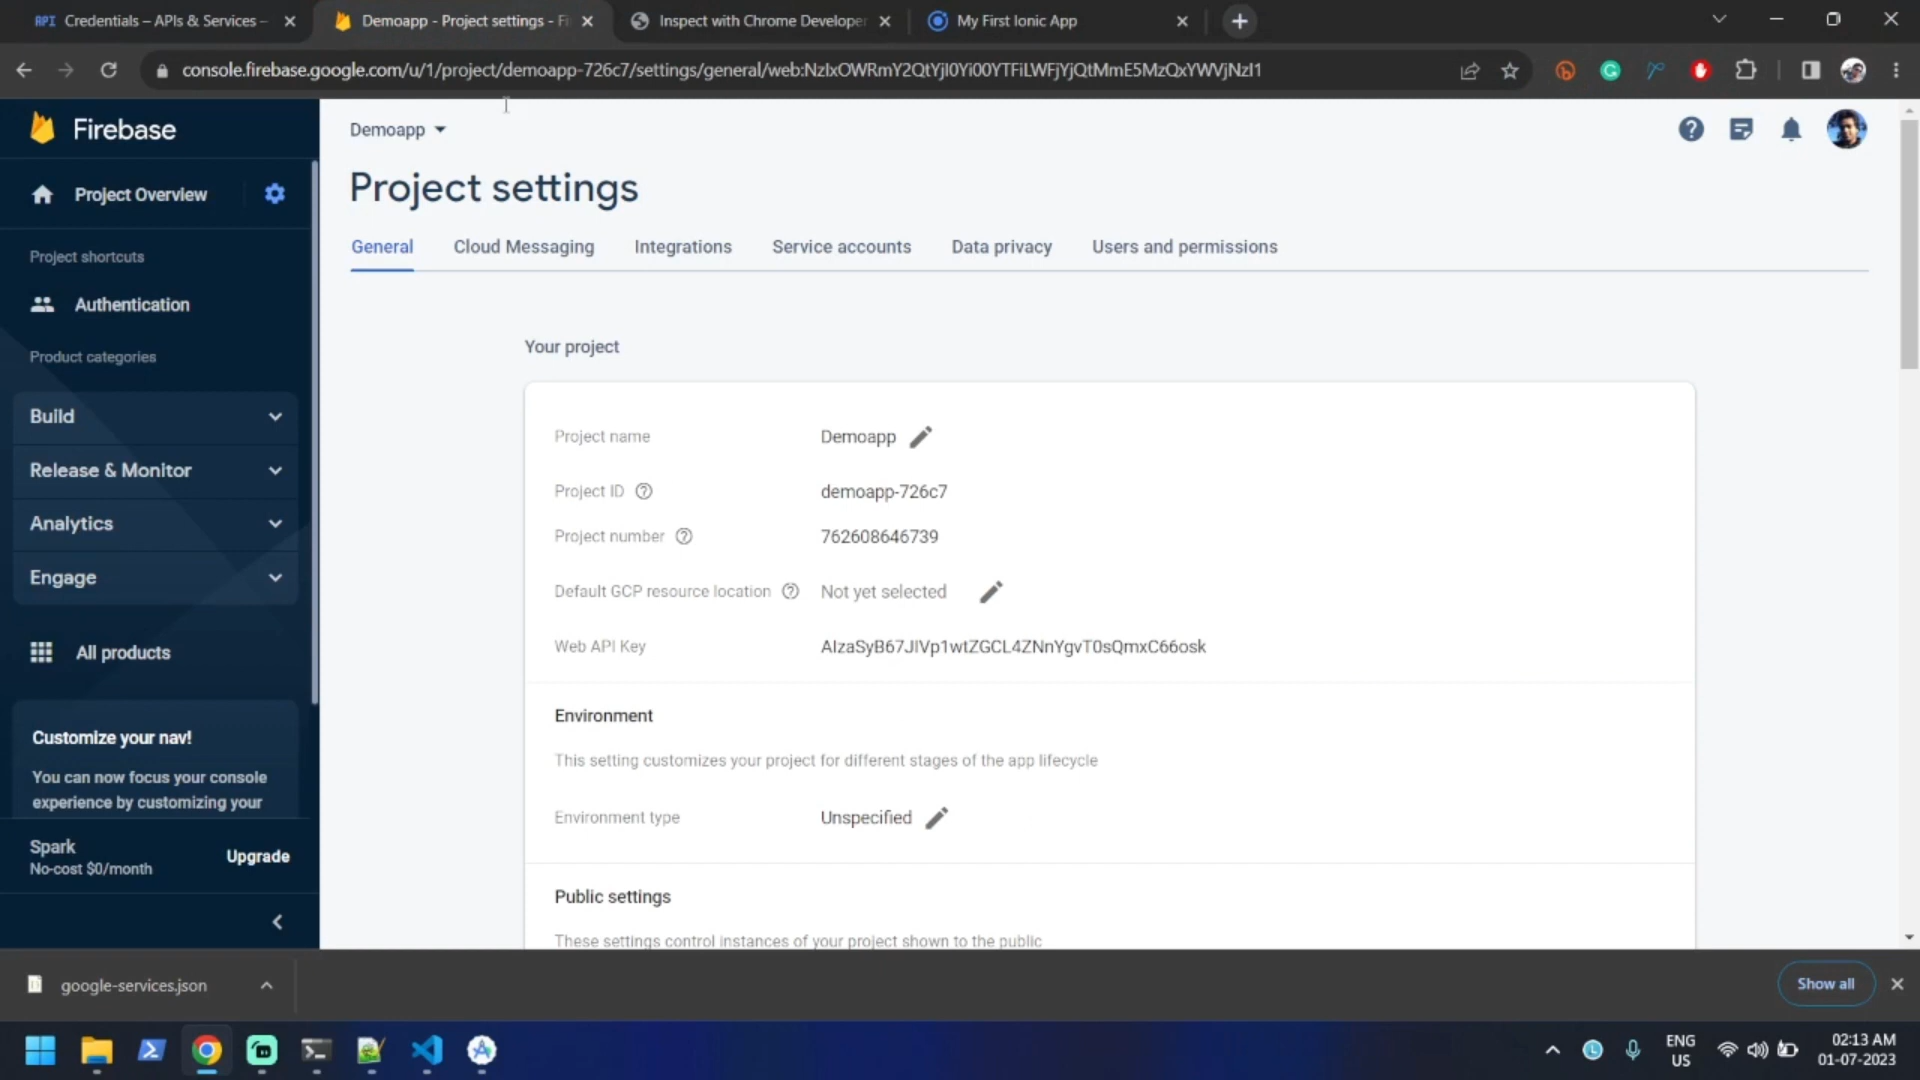 API Credentials – APIs & Services –
Demoapp - Project settings - Fi
Inspect with Chrome Developer
My First Ionic App
console.firebase.google.com/u/1/project/demoapp-726c7/settings/general/web:NzIxOWRmY2QtYjI0Yi00YTFiLWFjYjQtMmE5MzQxYWVjNzI1
Firebase
Demoapp
Project Overview
Project settings
General Cloud Messaging Integrations Service accounts Data privacy Users and permissions
Project shortcuts
Authentication
Product categories
Build
Release & Monitor
Analytics
Engage
All products
Customize your nav!
You can now focus your console
experience by customizing your
Spark
No-cost $0/month
Upgrade
Your project
Project name Demoapp
Project ID demoapp-726c7
Project number 762608646739
Default GCP resource location Not yet selected
Web API Key AIzaSyB67JIVp1wtZGCL4ZNnYgvT0sQmxC66osk
Environment
This setting customizes your project for different stages of the app lifecycle
Environment type Unspecified
Public settings
These settings control instances of your project shown to the public
google-services.json
Show all
ENG
US
02:13 AM
01-07-2023